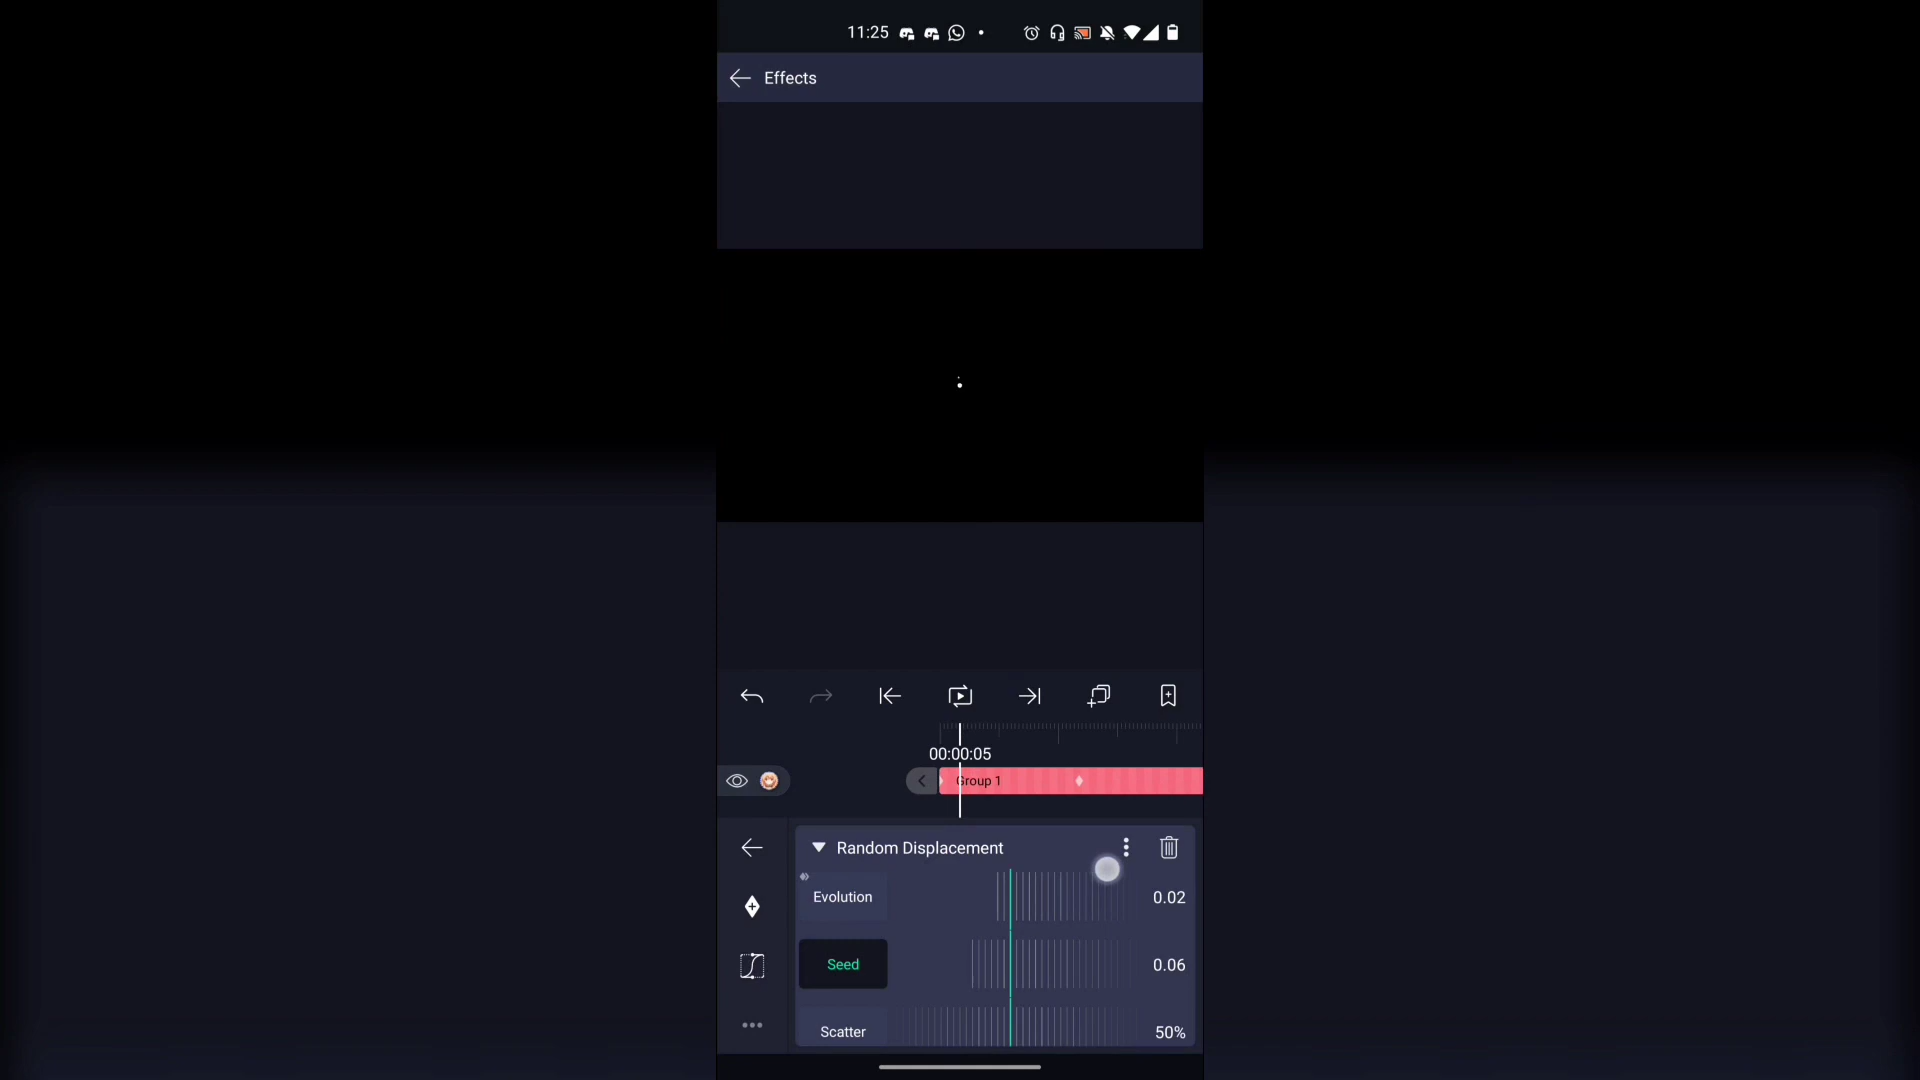 11:25
Effects
00:00:05
Group 1
Random Displacement
Evolution
0.02
Seed
0.06
Scatter
50%